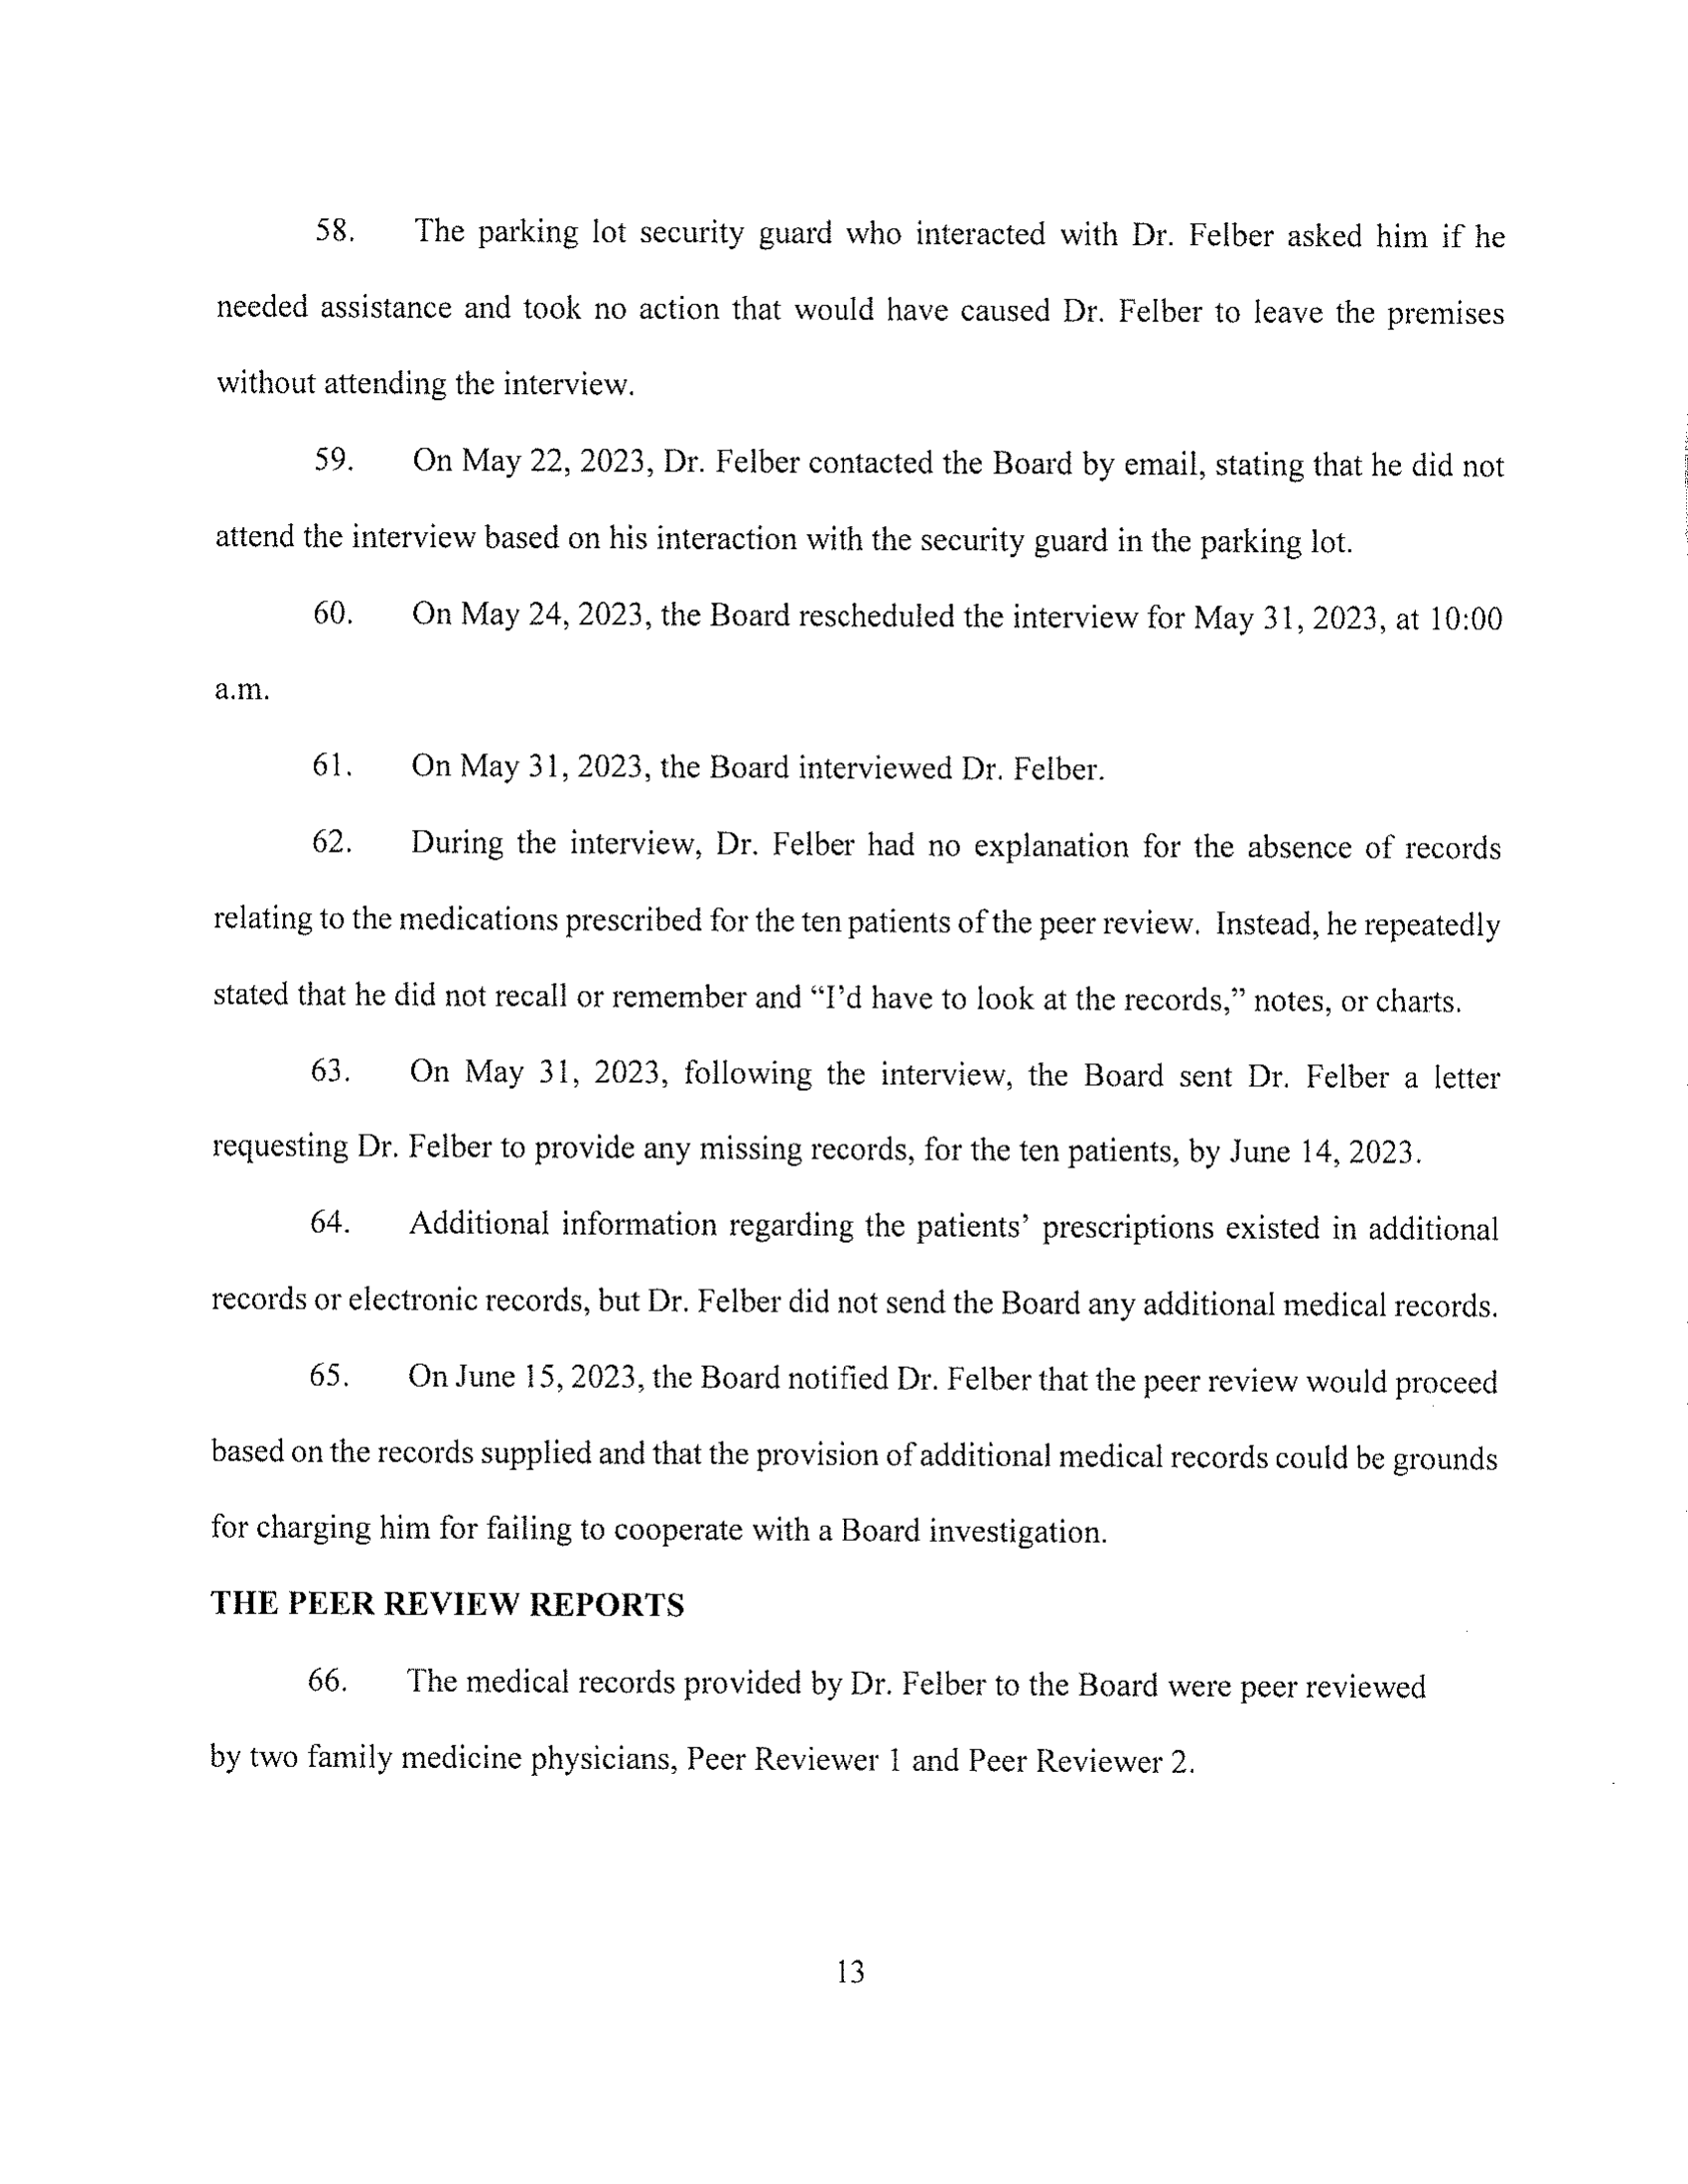 58. The parking lot security guard who interacted with Dr. Felber asked him if he
needed assistance and took no action that would have caused Dr. Felber to leave the premises
without attending the interview.
59. On May 22, 2023, Dr. Felber contacted the Board by email, stating that he did not
attend the interview based on his interaction with the security guard in the parking lot.
60. On May 24, 2023, the Board rescheduled the interview for May 31, 2023, at 10:00
a.m.
61. On May 31, 2023, the Board interviewed Dr. Felber.
62. During the interview, Dr. Felber had no explanation for the absence of records
relating to the medications prescribed for the ten patients of the peer review. Instead, he repeatedly
stated that he did not recall or remember and “I’d have to look at the records,” notes, or charts.
63. On May 31, 2023, following the interview, the Board sent Dr. Felber a letter
requesting Dr. Felber to provide any missing records, for the ten patients, by June 14, 2023.
64. Additional information regarding the patients’ prescriptions existed in additional
records or electronic records, but Dr. Felber did not send the Board any additional medical records.
65. On June 15, 2023, the Board notified Dr. Felber that the peer review would proceed
based on the records supplied and that the provision of additional medical records could be grounds
for charging him for failing to cooperate with a Board investigation.
THE PEER REVIEW REPORTS
66. The medical records provided by Dr. Felber to the Board were peer reviewed
by two family medicine physicians, Peer Reviewer 1 and Peer Reviewer 2.
13